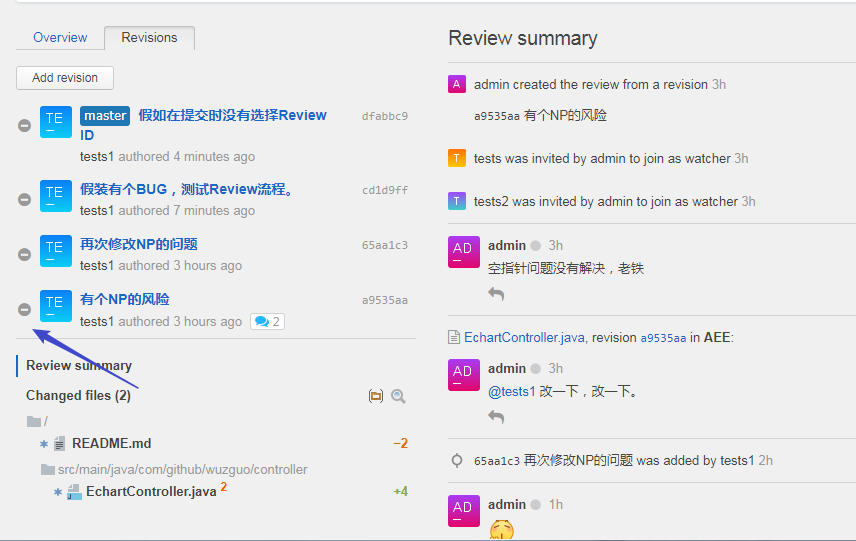 Overview
Revisions
Add revision
TE
master 假如在提交时没有选择Review
ID
dfabbc9
tests1 authored 4 minutes ago
TE
假装有个BUG，测试Review流程。
cd1d9ff
tests1 authored 7 minutes ago
TE
再次修改NP的问题
65aa1c3
tests1 authored 3 hours ago
TE
有个NP的风险
a9535aa
tests1 authored 3 hours ago
2
Review summary
Changed files (2)
/
README.md
−2
src/main/java/com/github/wuzguo/controller
EchartController.java 2
+4
Review summary
A
admin created the review from a revision 3h
a9535aa 有个NP的风险
T
tests was invited by admin to join as watcher 3h
T
tests2 was invited by admin to join as watcher 3h
AD
admin 3h
空指针问题没有解决，老铁
EchartController.java, revision a9535aa in AEE:
AD
admin 3h
@tests1 改一下，改一下。
65aa1c3 再次修改NP的问题 was added by tests1 2h
AD
admin 1h